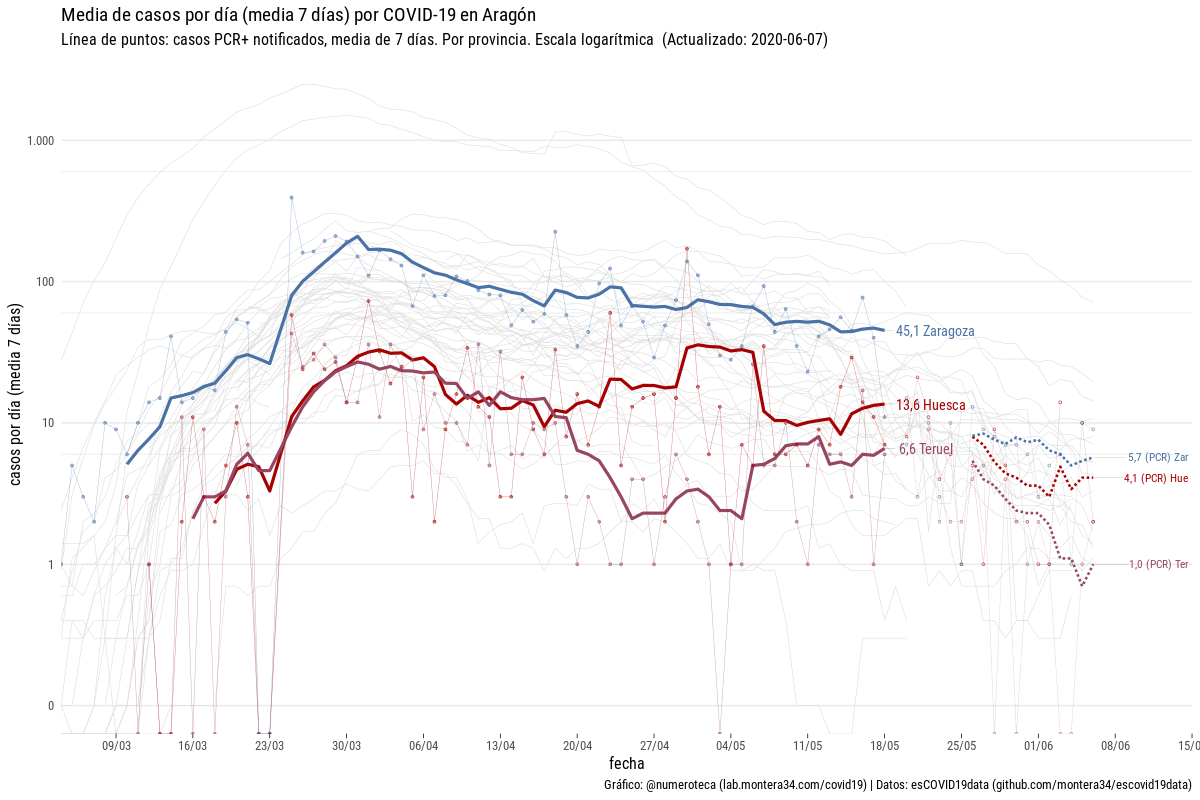 Media de casos por día (media 7 días) por COVID-19 en Aragón
Línea de puntos: casos PCR+ notificados, media de 7 días. Por provincia. Escala logarítmica  (Actualizado: 2020-06-07)
casos por día (media 7 días)
1.000
100
10
1
0
45,1 Zaragoza
13,6 Huesca
6,6 Teruel
5,7 (PCR) Zar
4,1 (PCR) Hue
1,0 (PCR) Ter
09/03 16/03 23/03 30/03 06/04 13/04 20/04 27/04 04/05 11/05 18/05 25/05 01/06 08/06 15/0
fecha
Gráfico: @numeroteca (lab.montera34.com/covid19) | Datos: esCOVID19data (github.com/montera34/escovid19data)